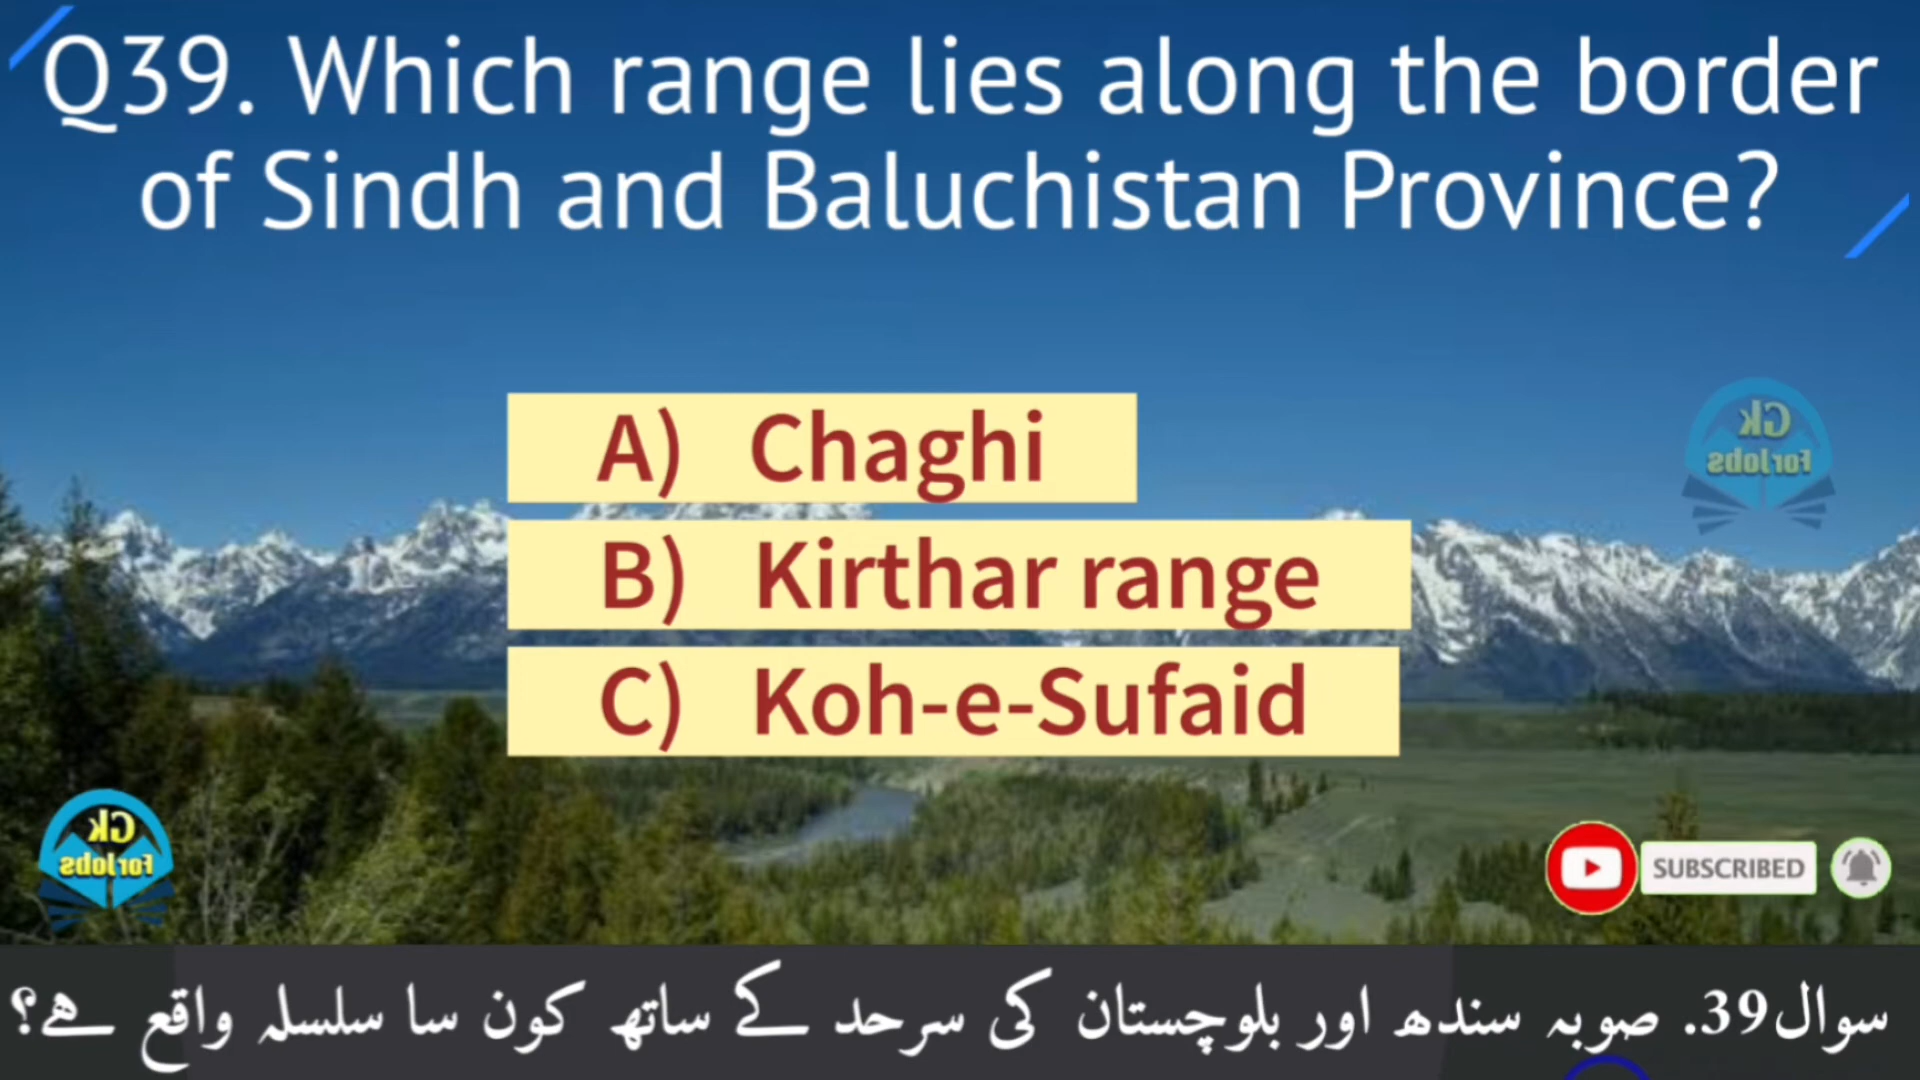 Q39. Which range lies along the border
of Sindh and Baluchistan Province?
A) Chaghi
B) Kirthar range
C) Koh-e-Sufaid
Gk
ForJobs
Gk
ForJobs
SUBSCRIBED
سوال39. صوبہ سندھ اور بلوچستان کی سرحد کے ساتھ کون سا سلسلہ واقع ہے؟